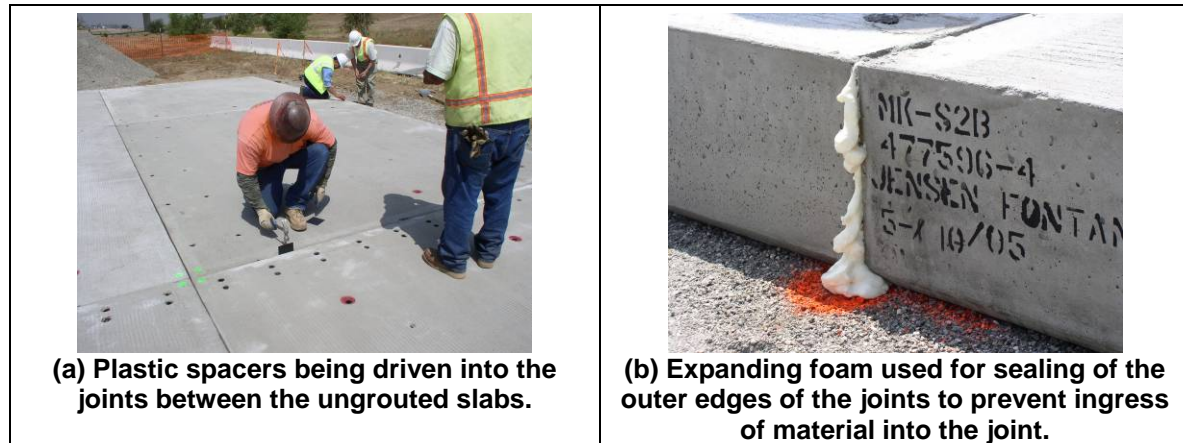 MK-S2B
477596-4
JENSEN FONTAN
(a) Plastic spacers being driven into the
joints between the ungrouted slabs.
(b) Expanding foam used for sealing of the
outer edges of the joints to prevent ingress
of material into the joint.